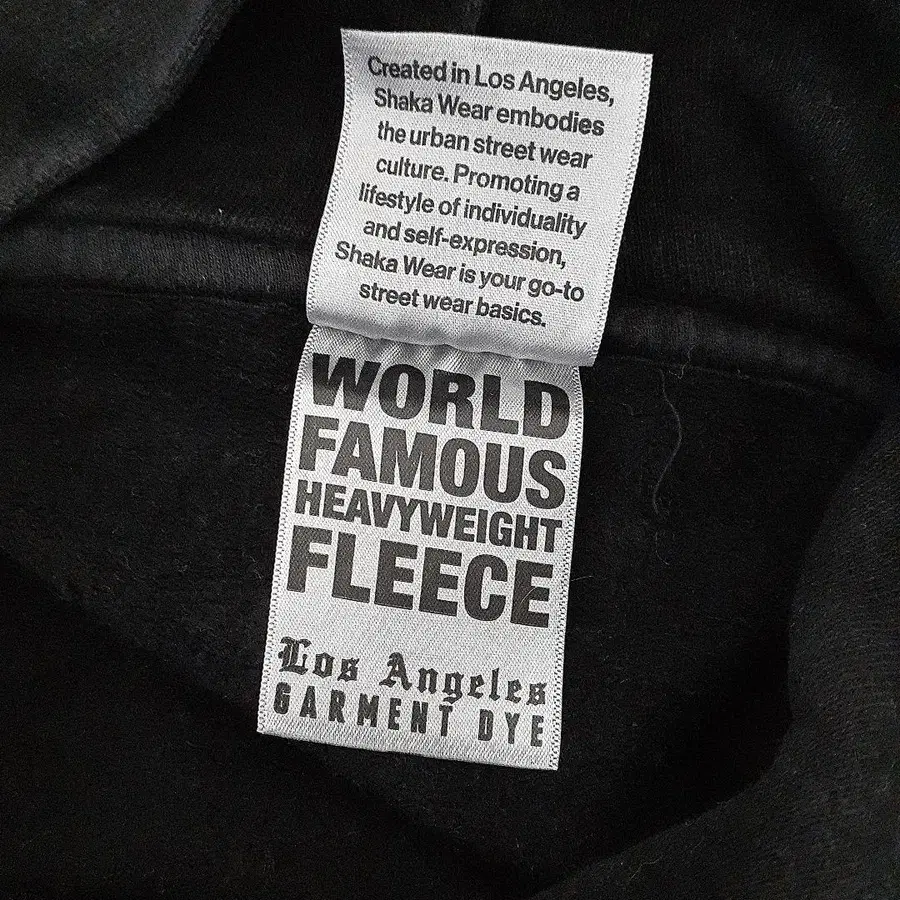 Created in Los Angeles,
Shaka Wear embodies
the urban street wear
culture. Promoting a
lifestyle of individuality
and self-expression,
Shaka Wear is your go-to
street wear basics.
WORLD
FAMOUS
HEAVYWEIGHT
FLEECE
Los Angeles
GARMENT DYE